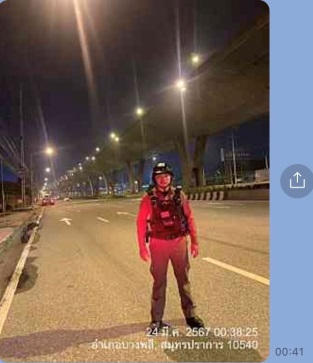 24 มี.ค. 2567 00:38:25
อำเภอบางพลี, สมุทรปราการ 10540
00:41